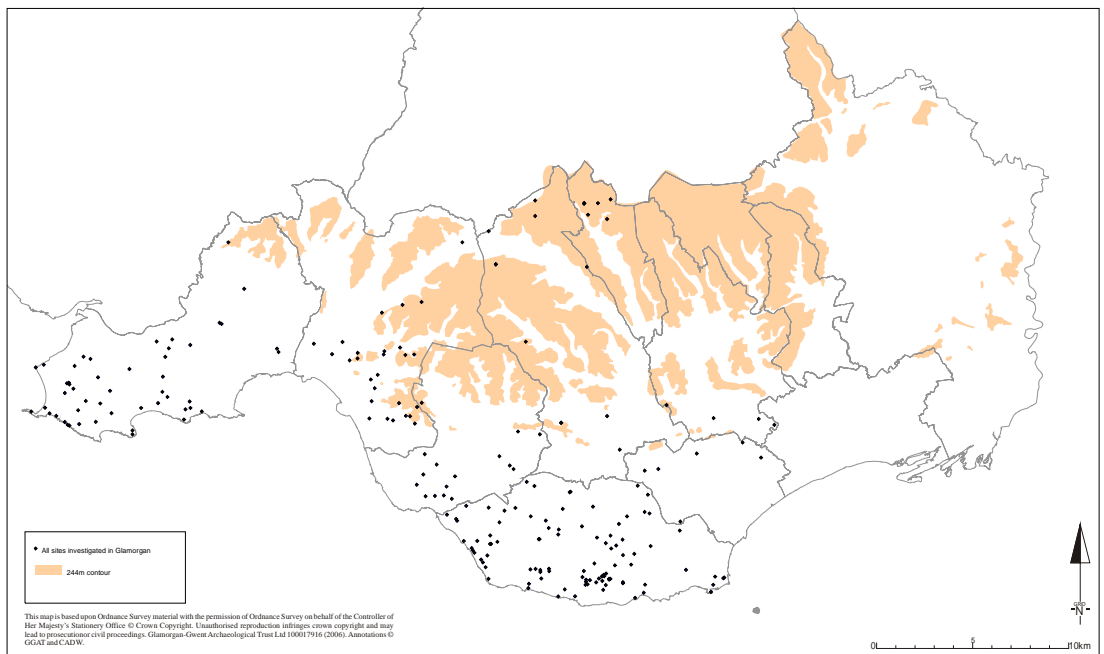 All sites investigated in Glamorgan
244m contour
This map is based upon Ordnance Survey material with the permission of Ordnance Survey on behalf of the Controller of
Her Majesty's Stationery Office © Crown Copyright. Unauthorised reproduction infringes crown copyright and may
lead to prosecutionor civil proceedings. Glamorgan-Gwent Archaeological Trust Ltd 100017916 (2006). Annotations ©
GGAT and CADW.
GRID
N
0 5 10km